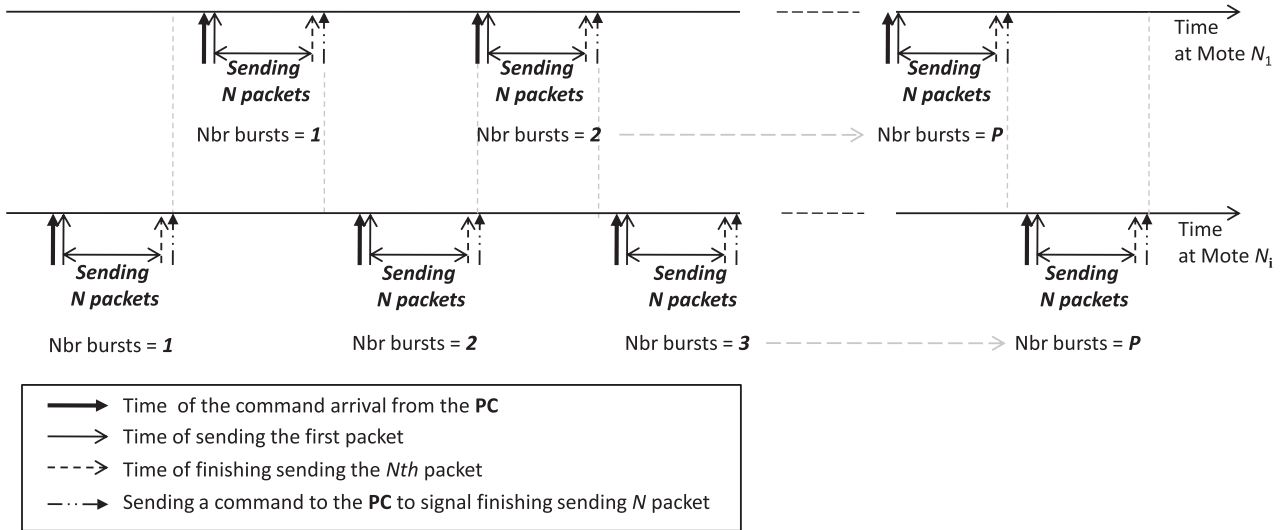 Time
at Mote N1
Sending
N packets
Sending
N packets
Sending
N packets
Nbr bursts = 1
Nbr bursts = 2
Nbr bursts = P
Time
at Mote Ni
Sending
N packets
Sending
N packets
Sending
N packets
Sending
N packets
Nbr bursts = 1
Nbr bursts = 2
Nbr bursts = 3
Nbr bursts = P
Time of the command arrival from the PC
Time of sending the first packet
Time of finishing sending the Nth packet
Sending a command to the PC to signal finishing sending N packet